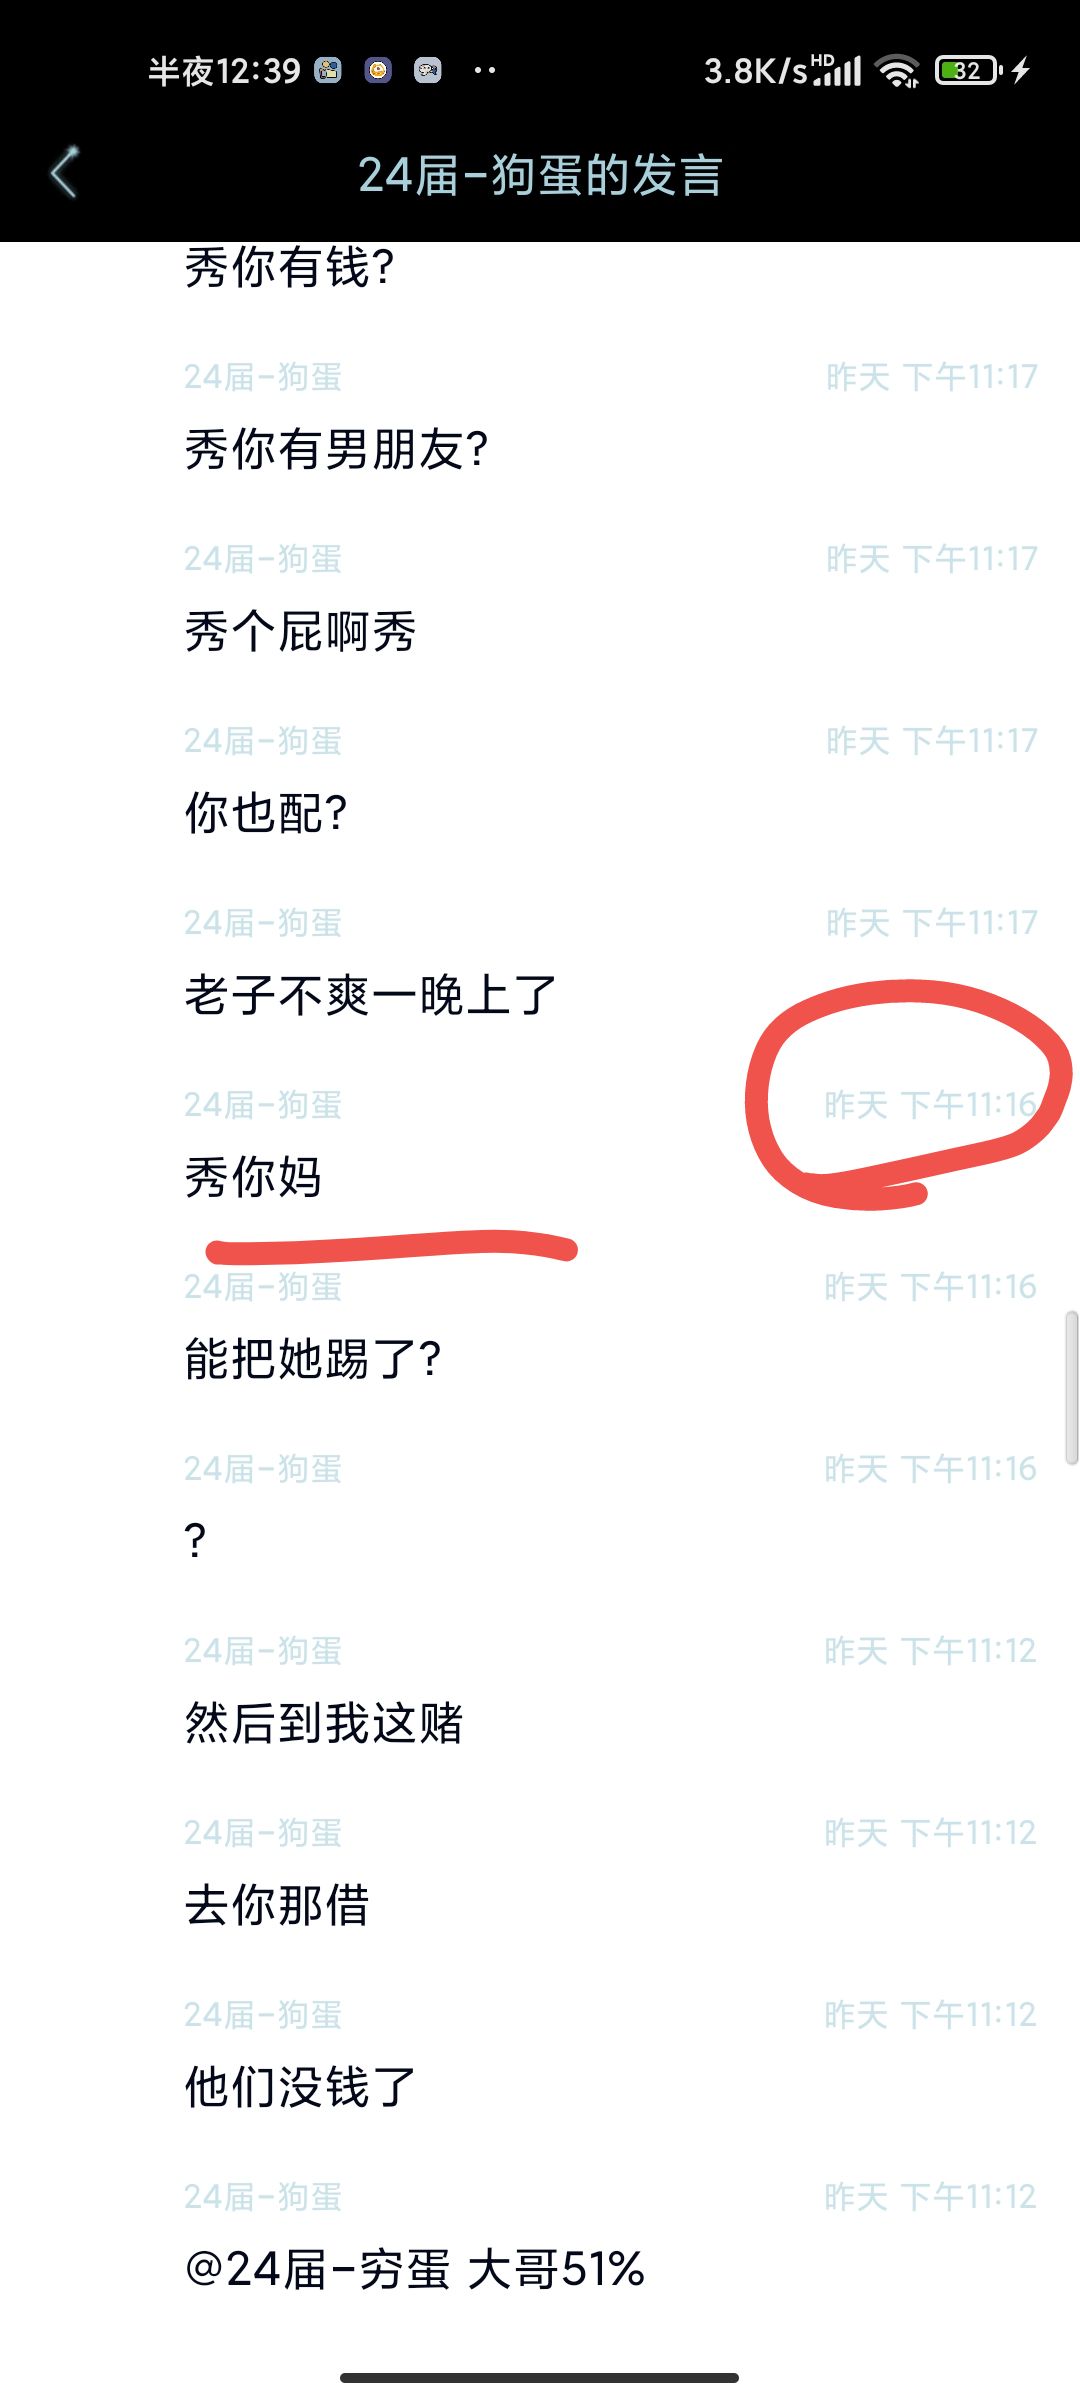 半夜12:39 3.8K/s HD 32
24届-狗蛋的发言
秀你有钱?
24届-狗蛋 昨天 下午11:17
秀你有男朋友?
24届-狗蛋 昨天 下午11:17
秀个屁啊秀
24届-狗蛋 昨天 下午11:17
你也配?
24届-狗蛋 昨天 下午11:17
老子不爽一晚上了
24届-狗蛋 昨天 下午11:16
秀你妈
24届-狗蛋 昨天 下午11:16
能把她踢了?
24届-狗蛋 昨天 下午11:16
?
24届-狗蛋 昨天 下午11:12
然后到我这赌
24届-狗蛋 昨天 下午11:12
去你那借
24届-狗蛋 昨天 下午11:12
他们没钱了
24届-狗蛋 昨天 下午11:12
@24届-穷蛋 大哥51%